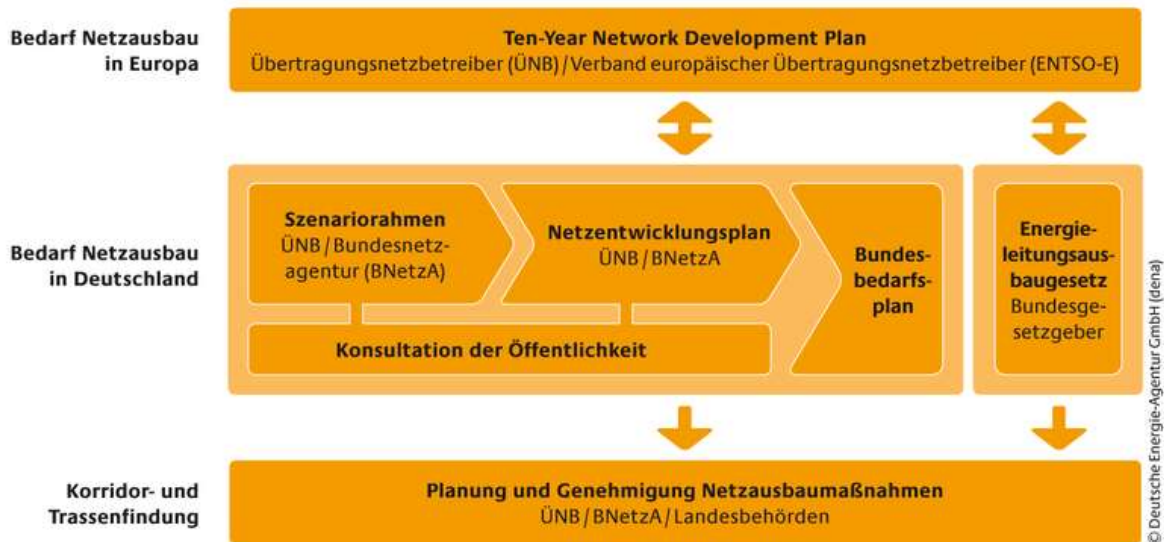 Bedarf Netzausbau
in Europa
Ten-Year Network Development Plan
Übertragungsnetzbetreiber (ÜNB) / Verband europäischer Übertragungsnetzbetreiber (ENTSO-E)
Bedarf Netzausbau
in Deutschland
Szenariorahmen
ÜNB / Bundesnetz-
agentur (BNetzA)
Netzentwicklungsplan
ÜNB / BNetzA
Konsultation der Öffentlichkeit
Bundes-
bedarfs-
plan
Energie-
leitungsaus-
baugesetz
Bundesge-
setzgeber
Korridor- und
Trassenfindung
Planung und Genehmigung Netzausbaumaßnahmen
ÜNB / BNetzA / Landesbehörden
© Deutsche Energie-Agentur GmbH (dena)